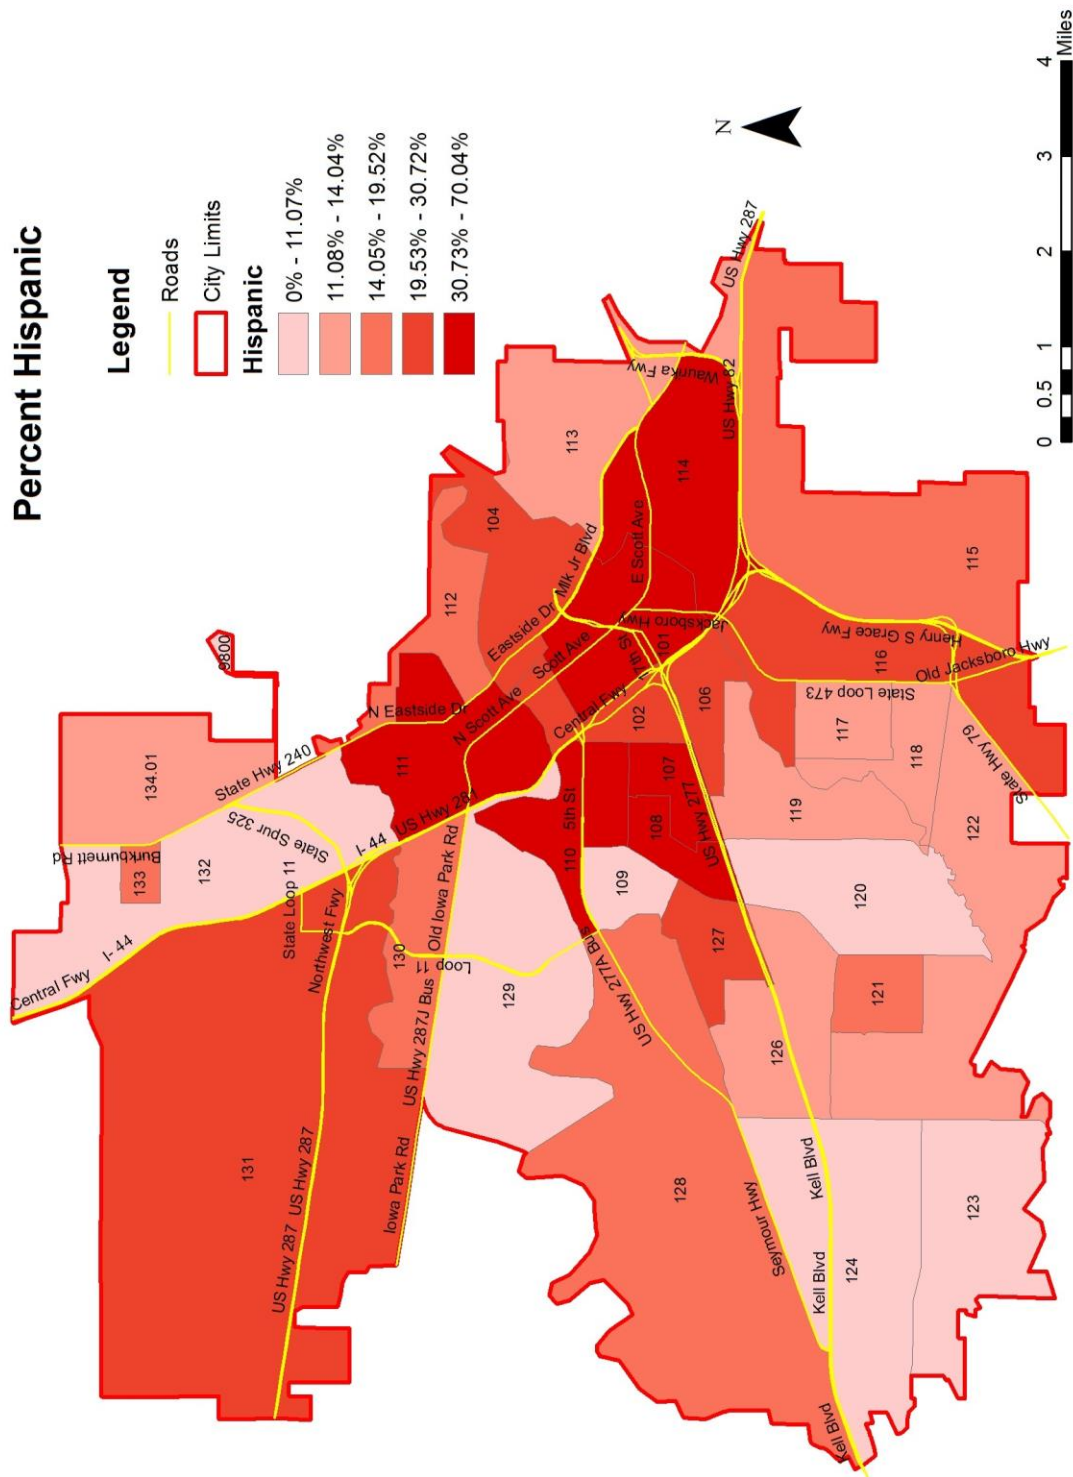 Percent Hispanic
Legend
Roads
City Limits
Hispanic
0% - 11.07%
11.08% - 14.04%
14.05% - 19.52%
19.53% - 30.72%
30.73% - 70.04%
N
0 0.5 1 2 3 4
Miles
Central Fwy
I- 44
Burkburnett Rd
134.01
133
132
State Hwy 240
State Spur 325
9800
State Loop 11
I- 44
US Hwy 281
Northwest Fwy
131
US Hwy 287
US Hwy 287
Iowa Park Rd
US Hwy 287J Bus
Old Iowa Park Rd
130
Loop 11
129
111
N Eastside Dr
N Scott Ave
112
104
Eastside Dr
Scott Ave
Mlk Jr Blvd
113
E Scott Ave
114
Waurika Fwy
US Hwy 82
US Hwy 287
Central Fwy
101
Jacksboro Hwy
102
5th St
110
109
107
108
106
US Hwy 277
US Hwy 277A Bus
127
128
126
Seymour Hwy
Kell Blvd
Kell Blvd
Kell Blvd
124
123
121
120
119
122
117
118
State Loop 473
116
Henry S Grace Fwy
Old Jacksboro Hwy
State Hwy 79
115